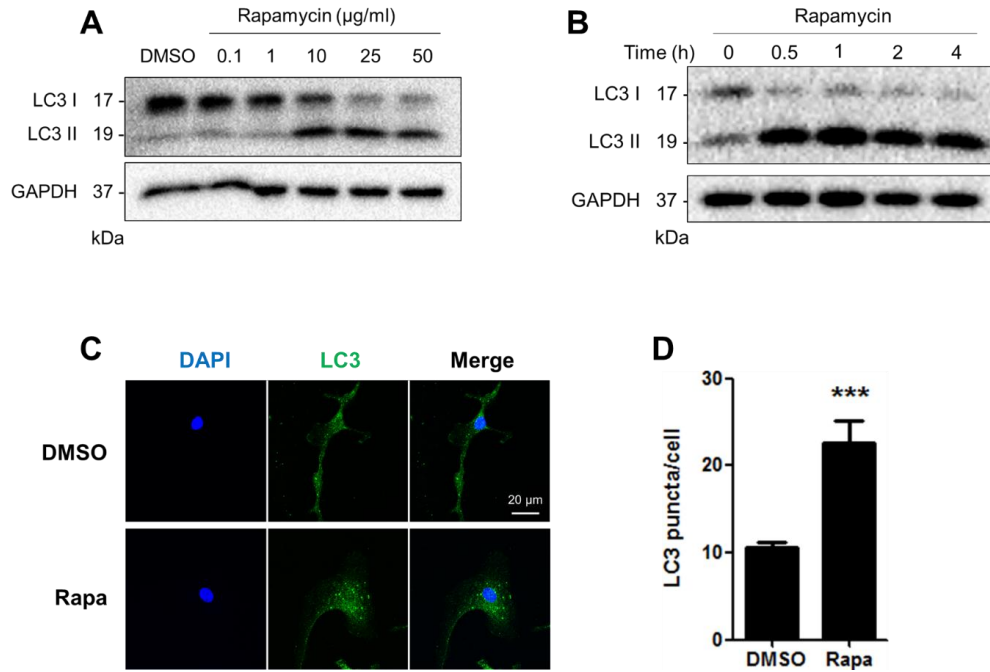 A
Rapamycin (µg/ml)
DMSO 0.1 1 10 25 50
LC3 I 17
LC3 II 19
GAPDH 37
kDa
B
Rapamycin
Time (h) 0 0.5 1 2 4
LC3 I 17
LC3 II 19
GAPDH 37
kDa
C
DAPI LC3 Merge
DMSO
20 µm
Rapa
D
LC3 puncta/cell
30
20
10
0
***
DMSO Rapa